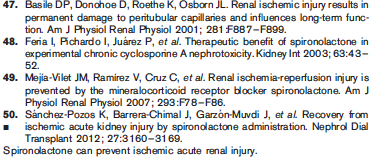 47. Basile DP, Donohoe D, Roethe K, Osborn JL. Renal ischemic injury results in
permanent damage to peritubular capillaries and influences long-term func-
tion. Am J Physiol Renal Physiol 2001; 281:F887–F899.
48. Feria I, Pichardo I, Juárez P, et al. Therapeutic benefit of spironolactone in
experimental chronic cyclosporine A nephrotoxicity. Kidney Int 2003; 63:43–
52.
49. Mejía-Vilet JM, Ramírez V, Cruz C, et al. Renal ischemia-reperfusion injury is
prevented by the mineralocorticoid receptor blocker spironolactone. Am J
Physiol Renal Physiol 2007; 293:F78–F86.
50. Sánchez-Pozos K, Barrera-Chimal J, Garzón-Muvdi J, et al. Recovery from
■ ischemic acute kidney injury by spironolactone administration. Nephrol Dial
Transplant 2012; 27:3160–3169.
Spironolactone can prevent ischemic acute renal injury.